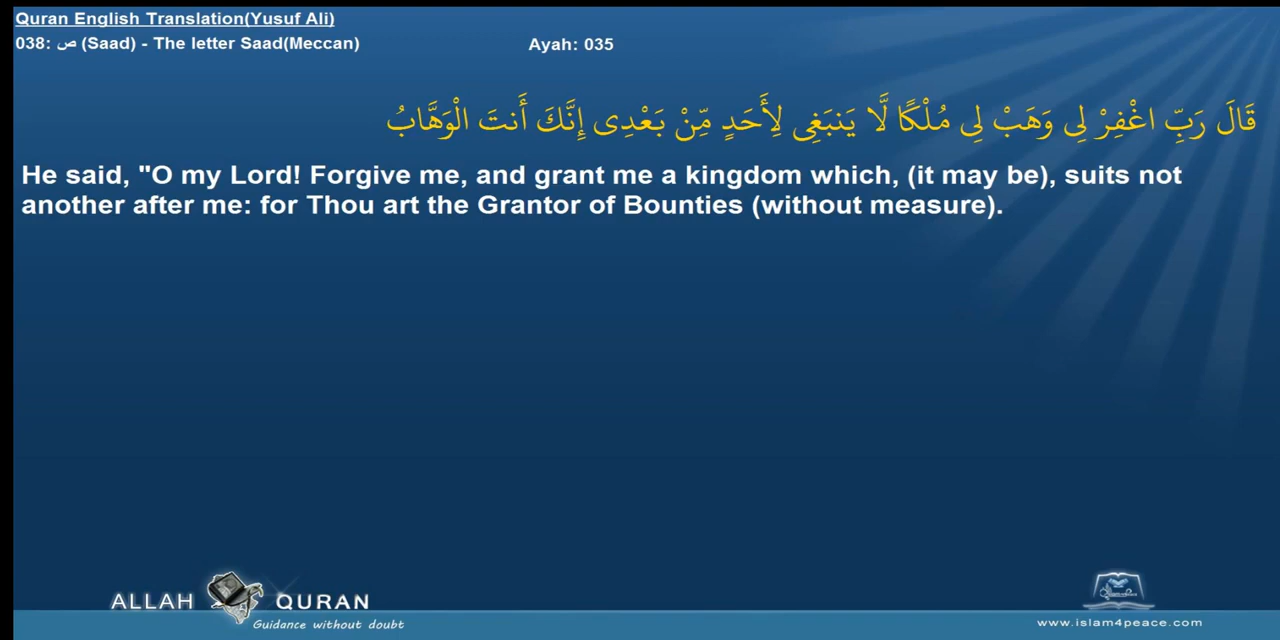 Quran English Translation(Yusuf Ali)
038: ص (Saad) - The letter Saad(Meccan) Ayah: 035
قَالَ رَبِّ اغْفِرْ لِى وَهَبْ لِى مُلْكًا لَّا يَنبَغِى لِأَحَدٍ مِّنْ بَعْدِى إِنَّكَ أَنتَ الْوَهَّابُ
He said, "O my Lord! Forgive me, and grant me a kingdom which, (it may be), suits not
another after me: for Thou art the Grantor of Bounties (without measure).
ALLAH QURAN
Guidance without doubt
www.islam4peace.com